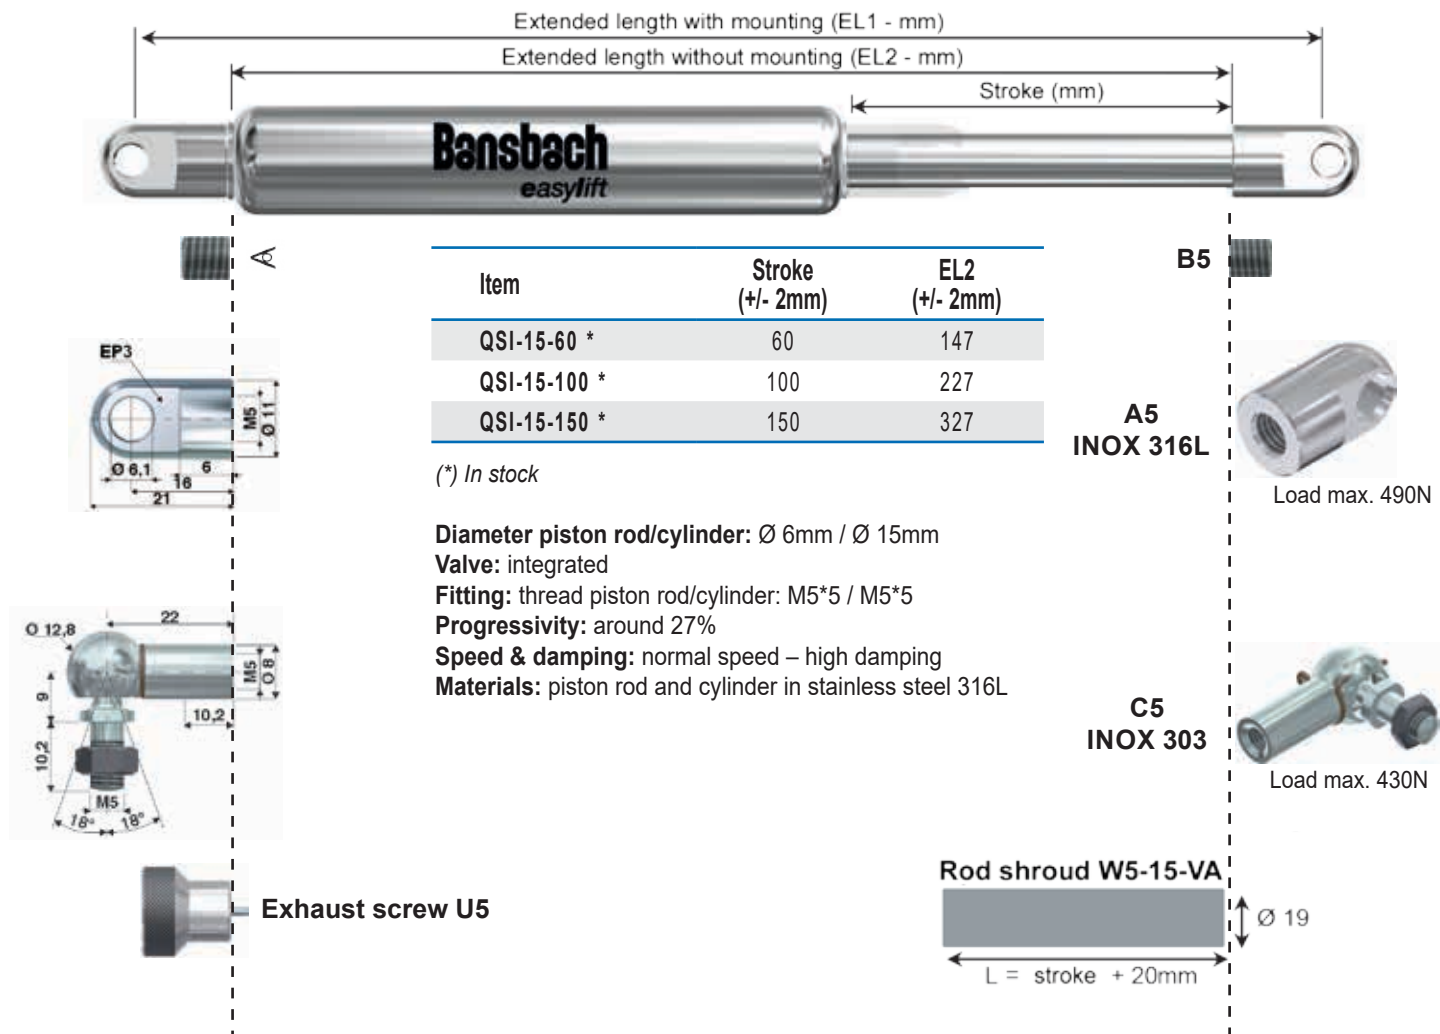 Extended length with mounting (EL1 - mm)
Extended length without mounting (EL2 - mm)
Stroke (mm)
Bansbach
easylift
A
B5
Item Stroke (+/- 2mm) EL2 (+/- 2mm)
QSI-15-60 * 60 147
QSI-15-100 * 100 227
QSI-15-150 * 150 327
(*) In stock
EP3
M5
Ø 11
Ø 6,1
6
16
21
A5
INOX 316L
Load max. 490N
Diameter piston rod/cylinder: Ø 6mm / Ø 15mm
Valve: integrated
Fitting: thread piston rod/cylinder: M5*5 / M5*5
Progressivity: around 27%
Speed & damping: normal speed – high damping
Materials: piston rod and cylinder in stainless steel 316L
22
O 12,8
M5
O 8
9
10,2
10,2
M5
18°
18°
C5
INOX 303
Load max. 430N
Exhaust screw U5
Rod shroud W5-15-VA
Ø 19
L = stroke + 20mm